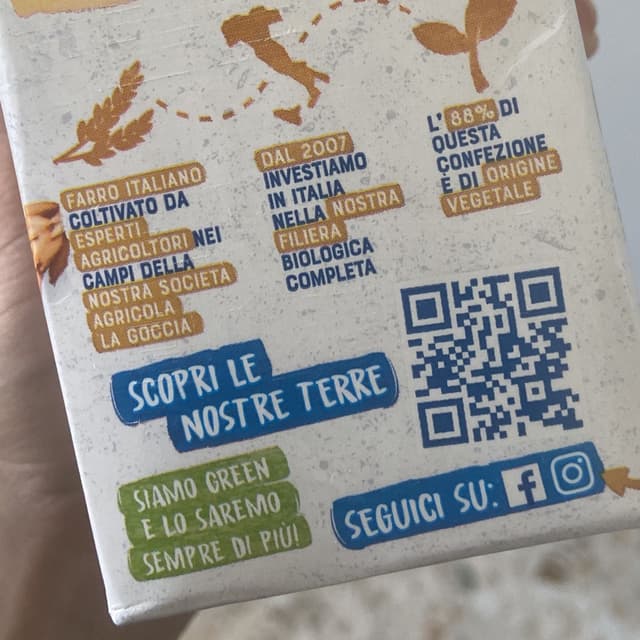 FARRO ITALIANO
COLTIVATO DA
ESPERTI
AGRICOLTORI NEI
CAMPI DELLA
NOSTRA SOCIETÀ
AGRICOLA
LA GOCCIA
DAL 2007
INVESTIAMO
IN ITALIA
NELLA NOSTRA
FILIERA
BIOLOGICA
COMPLETA
L' 88% DI
QUESTA
CONFEZIONE
È DI ORIGINE
VEGETALE
SCOPRI LE
NOSTRE TERRE
SIAMO GREEN
E LO SAREMO
SEMPRE DI PIÙ!
SEGUICI SU: